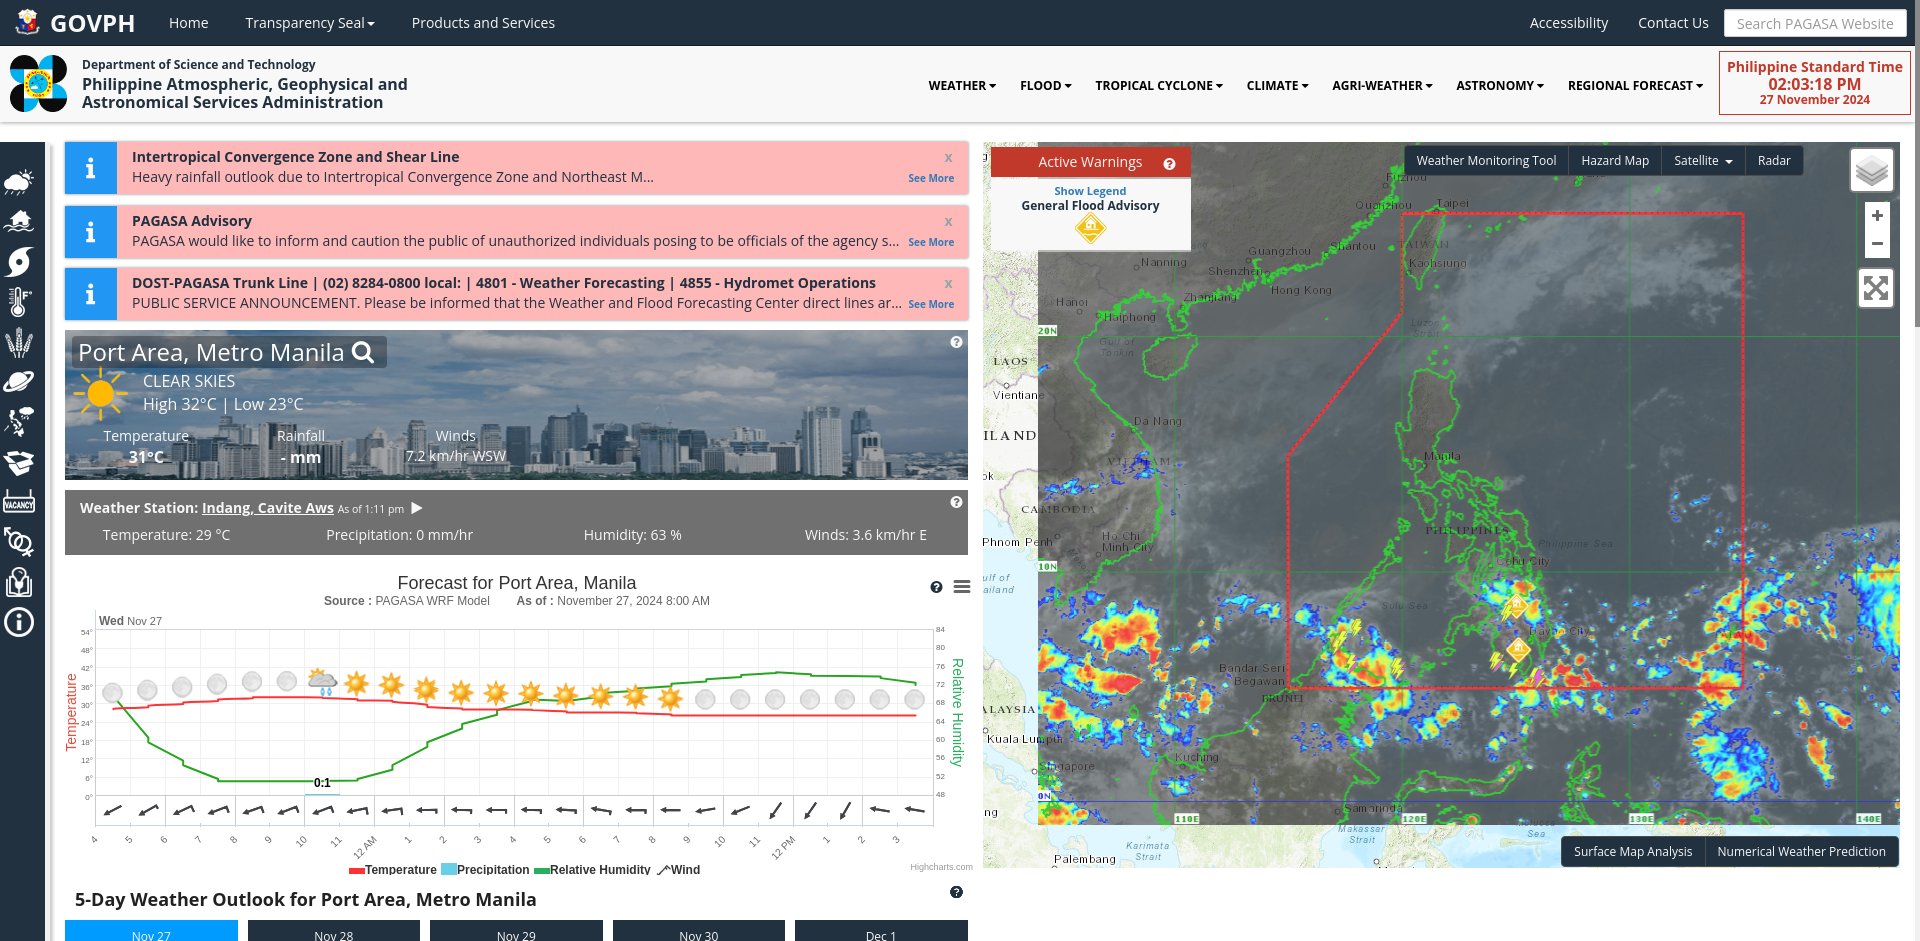 GOVPH
Home
Transparency Seal
Products and Services
Accessibility
Contact Us
Search PAGASA Website
Department of Science and Technology
Philippine Atmospheric, Geophysical and
Astronomical Services Administration
WEATHER
FLOOD
TROPICAL CYCLONE
CLIMATE
AGRI-WEATHER
ASTRONOMY
REGIONAL FORECAST
Philippine Standard Time
02:03:18 PM
27 November 2024
Intertropical Convergence Zone and Shear Line
x
Heavy rainfall outlook due to Intertropical Convergence Zone and Northeast M...
See More
PAGASA Advisory
x
PAGASA would like to inform and caution the public of unauthorized individuals posing to be officials of the agency s...
See More
DOST-PAGASA Trunk Line | (02) 8284-0800 local: | 4801 - Weather Forecasting | 4855 - Hydromet Operations
x
PUBLIC SERVICE ANNOUNCEMENT. Please be informed that the Weather and Flood Forecasting Center direct lines ar...
See More
VACANCY
Port Area, Metro Manila
CLEAR SKIES
High 32°C | Low 23°C
Temperature
31°C
Rainfall
- mm
Winds
7.2 km/hr WSW
Weather Station: Indang, Cavite Aws As of 1:11 pm
Temperature: 29 °C
Precipitation: 0 mm/hr
Humidity: 63 %
Winds: 3.6 km/hr E
Forecast for Port Area, Manila
Source : PAGASA WRF Model As of : November 27, 2024 8:00 AM
Wed Nov 27
Temperature
54°
48°
42°
36°
30°
24°
18°
12°
6°
0°
84
80
76
72
68
64
60
56
52
48
Relative Humidity
0.1
4
5
6
7
8
9
10
11
12 AM
1
2
3
4
5
6
7
8
9
10
11
12 PM
1
2
3
Temperature
Precipitation
Relative Humidity
Wind
Highcharts.com
5-Day Weather Outlook for Port Area, Metro Manila
Nov 27
Nov 28
Nov 29
Nov 30
Dec 1
Active Warnings
Show Legend
General Flood Advisory
Weather Monitoring Tool
Hazard Map
Satellite
Radar
+
−
Fuzhou
Quanzhou
Taipei
Guangzhou
Shantou
TAIWAN
Nanning
Shenzhen
Kaohsiung
Hong Kong
Hanoi
Zhanjiang
Haiphong
20N
Luzon
Strait
Gulf of
Tonkin
LAOS
Vientiane
Da Nang
ILAND
Manila
VIETNAM
ok
CAMBODIA
PHILIPPINES
Phnom Penh
Ho Chi
Minh City
Philippine Sea
Cebu City
10N
ulf of
ailand
Sulu Sea
Davao City
Bandar Seri
Begawan
BRUNEI
ALAYSIA
Kuala Lumpur
Kuching
Singapore
0N
ng
Samarinda
110E
120E
130E
140E
Makassar
Strait
Karimata
Strait
Sea
Palembang
Surface Map Analysis
Numerical Weather Prediction